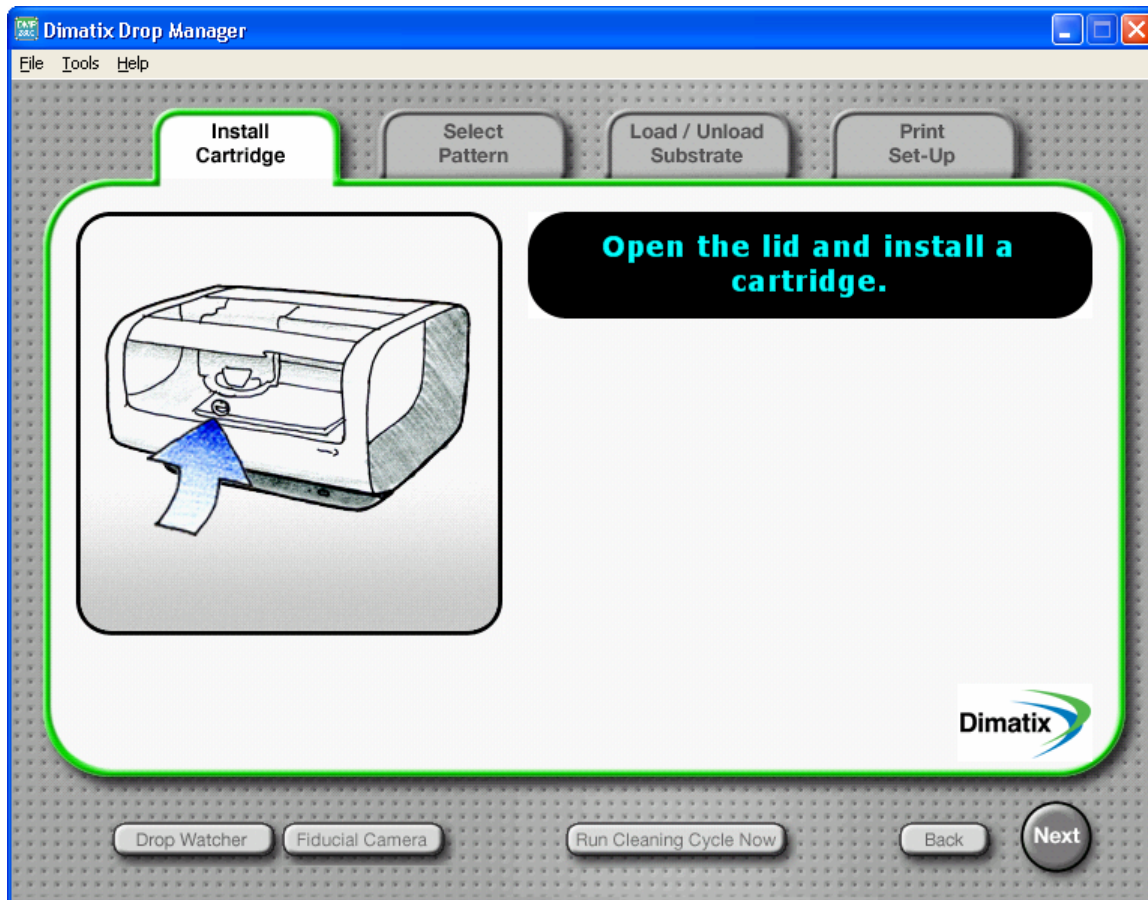 Dimatix Drop Manager
File Tools Help
Install
Cartridge
Select
Pattern
Load / Unload
Substrate
Print
Set-Up
Open the lid and install a
cartridge.
Dimatix
Drop Watcher
Fiducial Camera
Run Cleaning Cycle Now
Back
Next